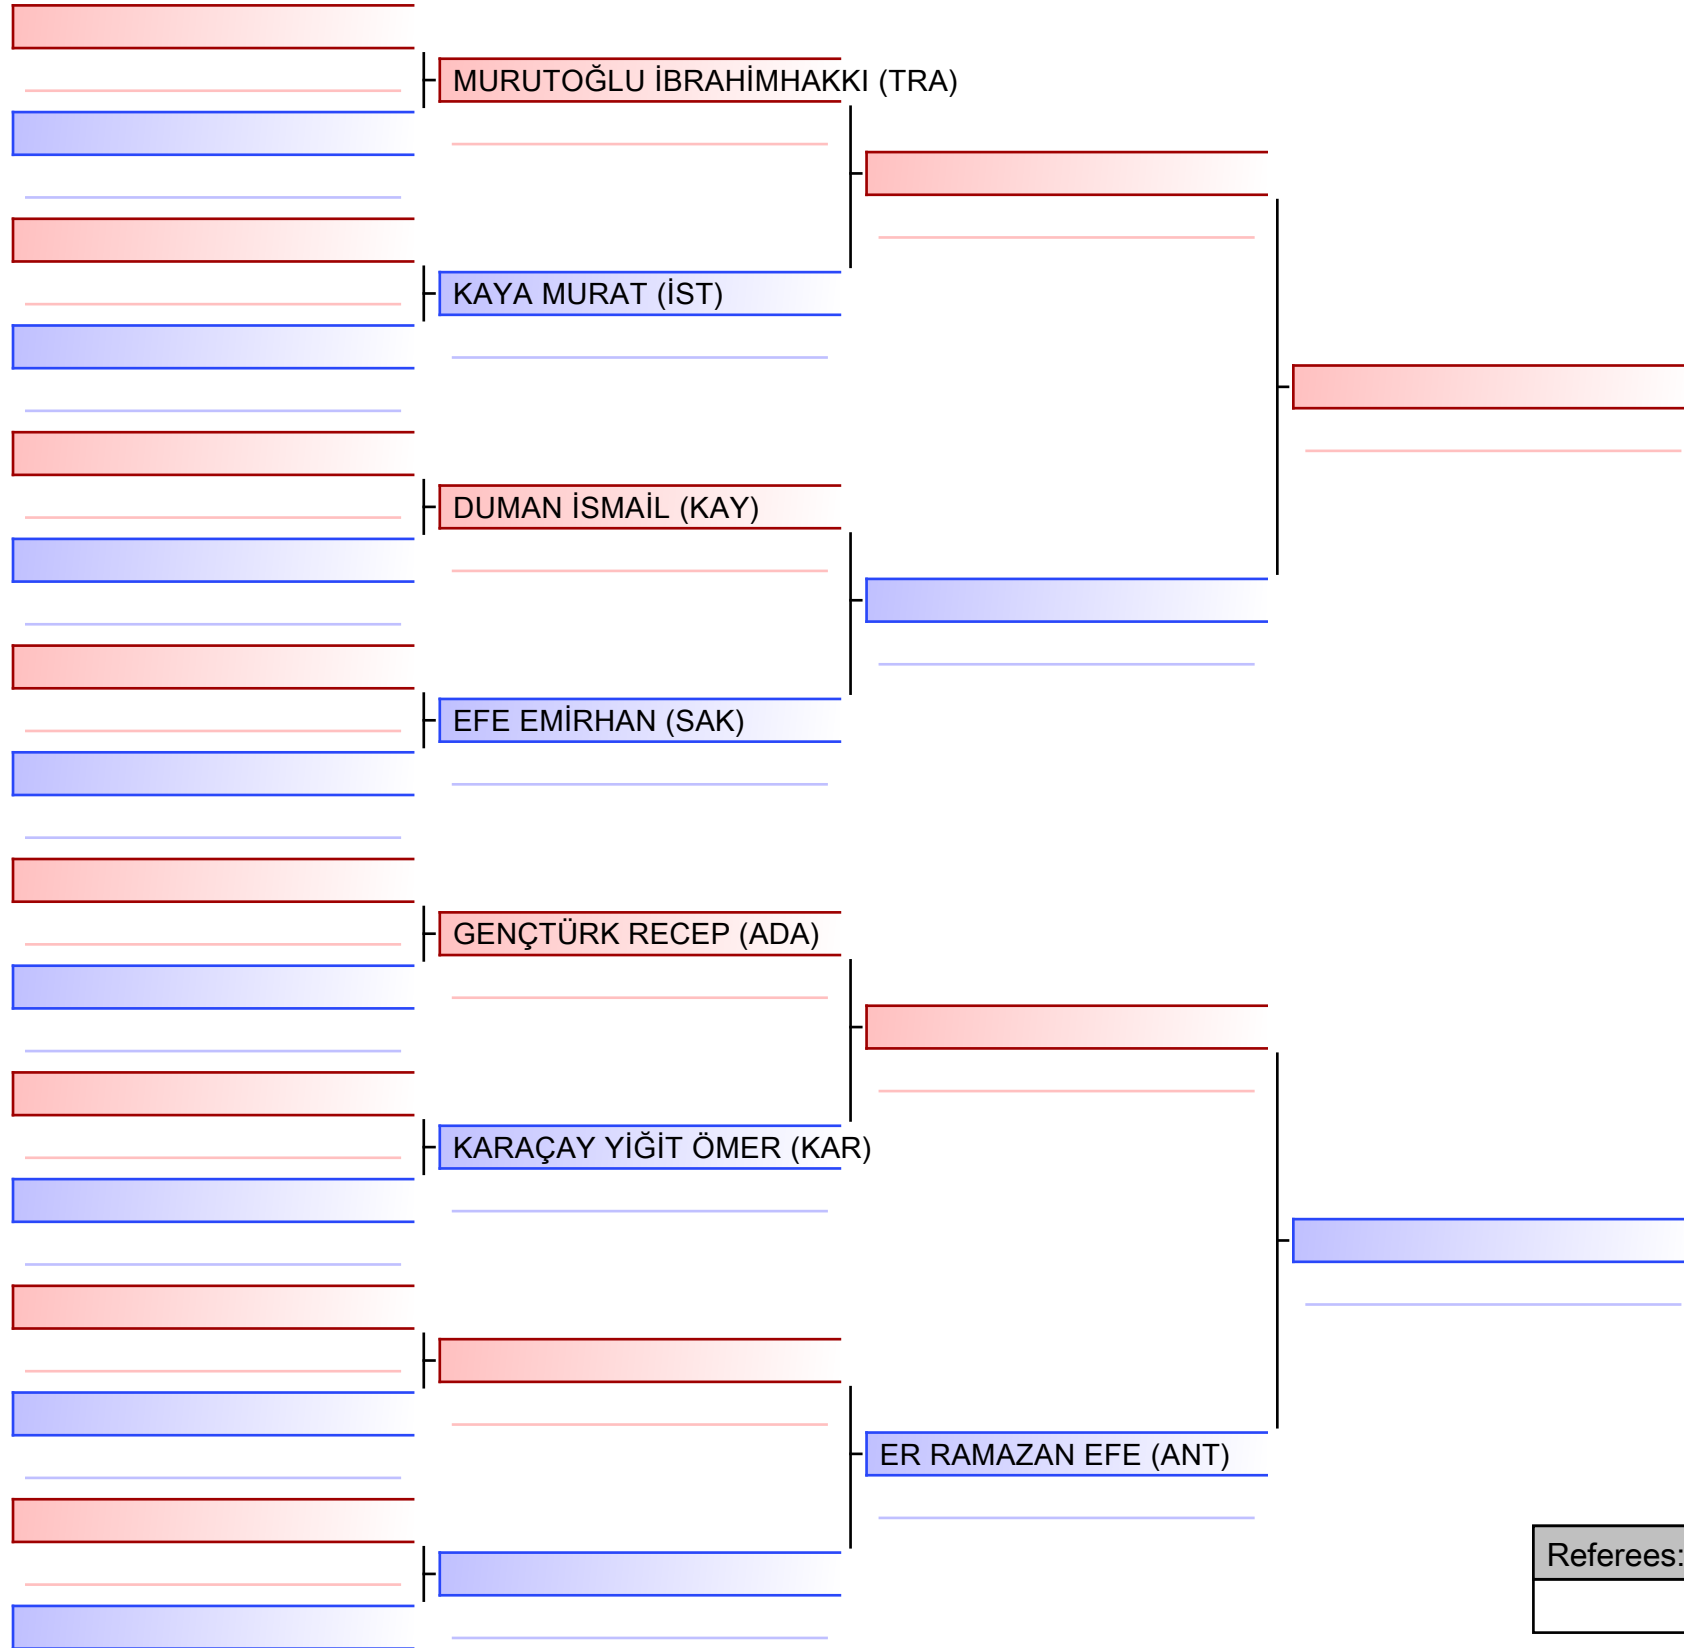 MURUTOĞLU İBRAHİMHAKKI (TRA)
KAYA MURAT (İST)
DUMAN İSMAİL (KAY)
EFE EMİRHAN (SAK)
GENÇTÜRK RECEP (ADA)
KARAÇAY YİĞİT ÖMER (KAR)
ER RAMAZAN EFE (ANT)
Referees: